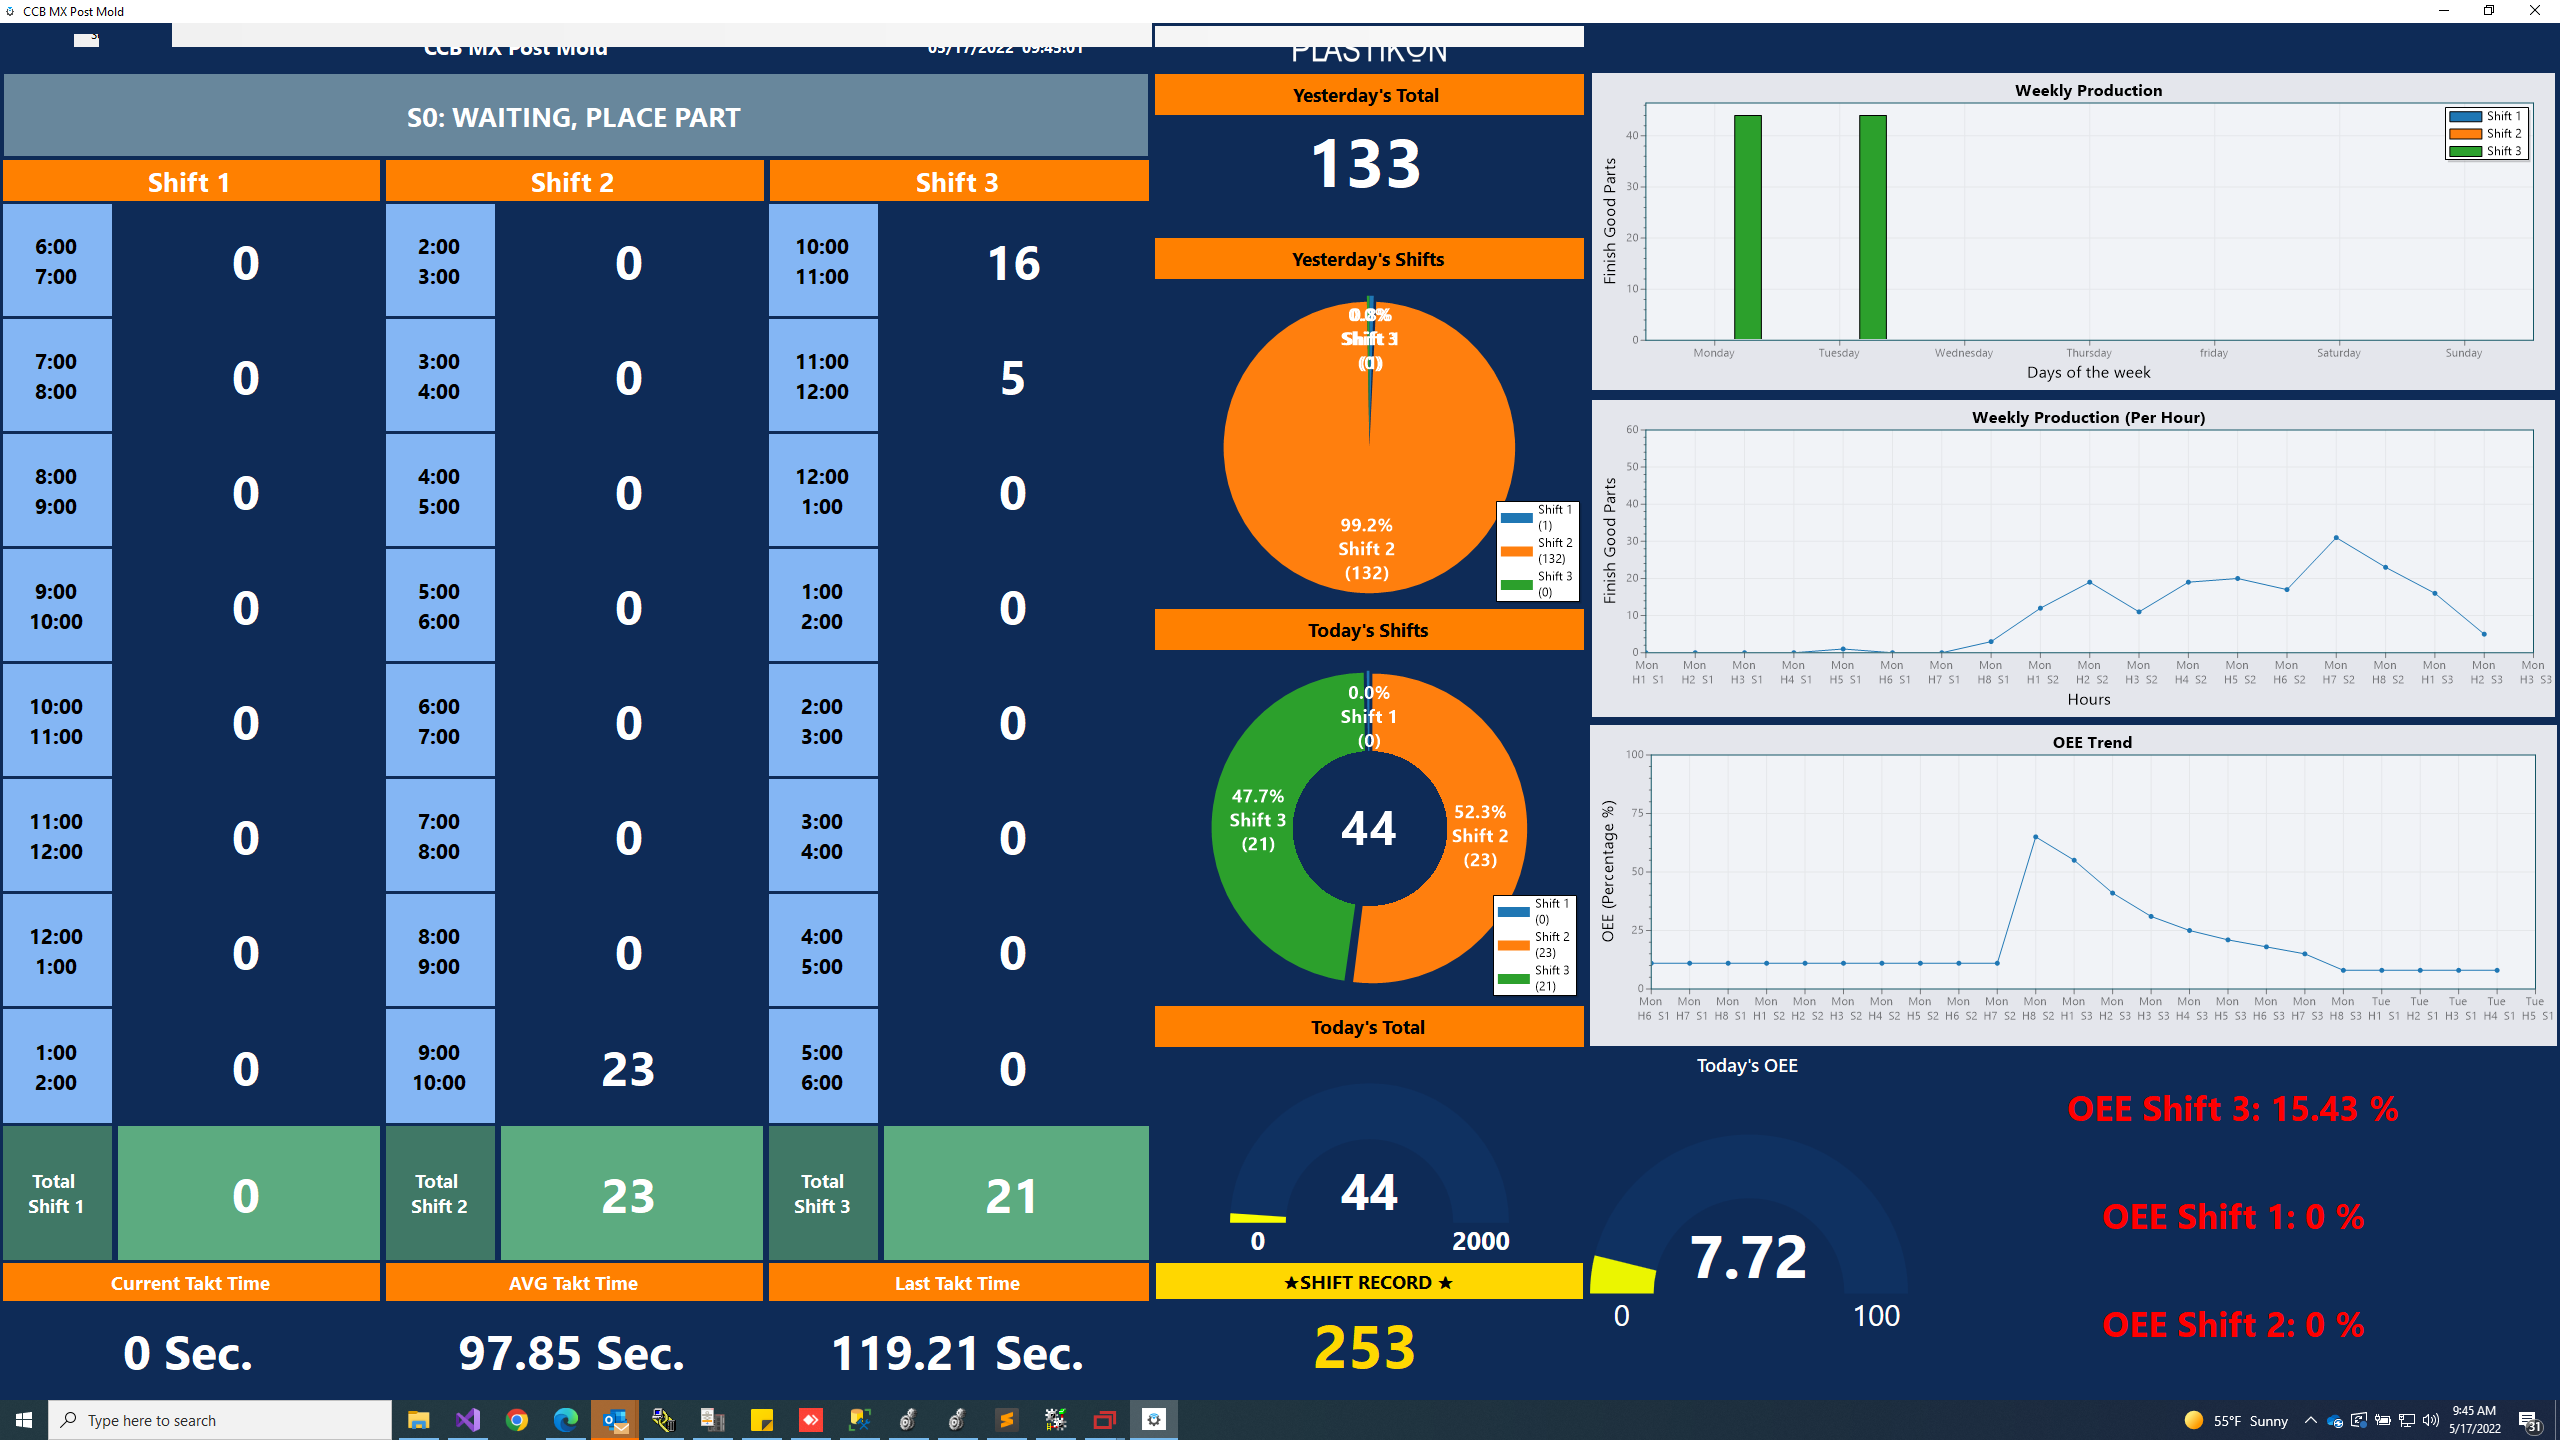 CCB MX Post Mold
CCB MX Post Mold
05/17/2022 09:45:01
PLASTIKON
S0: WAITING, PLACE PART
Shift 1
6:00
7:00
0
7:00
8:00
0
8:00
9:00
0
9:00
10:00
0
10:00
11:00
0
11:00
12:00
0
12:00
1:00
0
1:00
2:00
0
Total
Shift 1
0
Shift 2
2:00
3:00
0
3:00
4:00
0
4:00
5:00
0
5:00
6:00
0
6:00
7:00
0
7:00
8:00
0
8:00
9:00
0
9:00
10:00
23
Total
Shift 2
23
Shift 3
10:00
11:00
16
11:00
12:00
5
12:00
1:00
0
1:00
2:00
0
2:00
3:00
0
3:00
4:00
0
4:00
5:00
0
5:00
6:00
0
Total
Shift 3
21
Current Takt Time
0 Sec.
AVG Takt Time
97.85 Sec.
Last Takt Time
119.21 Sec.
Yesterday's Total
133
Yesterday's Shifts
99.2%
Shift 2
(132)
Shift 1
(1)
Shift 2
(132)
Shift 3
(0)
Today's Shifts
0.0%
Shift 1
(0)
47.7%
Shift 3
(21)
44
52.3%
Shift 2
(23)
Shift 1
(0)
Shift 2
(23)
Shift 3
(21)
Today's Total
44
0 2000
★SHIFT RECORD ★
253
Weekly Production
Finish Good Parts
40
30
20
10
0
Shift 1
Shift 2
Shift 3
Monday Tuesday Wednesday Thursday friday Saturday Sunday
Days of the week
Weekly Production (Per Hour)
Finish Good Parts
60
50
40
30
20
10
0
Mon Mon Mon Mon Mon Mon Mon Mon Mon Mon Mon Mon Mon Mon Mon Mon Mon Mon Mon
H1 S1 H2 S1 H3 S1 H4 S1 H5 S1 H6 S1 H7 S1 H8 S1 H1 S2 H2 S2 H3 S2 H4 S2 H5 S2 H6 S2 H7 S2 H8 S2 H1 S3 H2 S3 H3 S3
Hours
OEE Trend
OEE (Percentage %)
100
75
50
25
0
Mon Mon Mon Mon Mon Mon Mon Mon Mon Mon Mon Mon Mon Mon Mon Mon Mon Mon Mon Tue Tue Tue Tue Tue
H6 S1 H7 S1 H8 S1 H1 S2 H2 S2 H3 S2 H4 S2 H5 S2 H6 S2 H7 S2 H8 S2 H1 S3 H2 S3 H3 S3 H4 S3 H5 S3 H6 S3 H7 S3 H8 S3 H1 S1 H2 S1 H3 S1 H4 S1 H5 S1
Today's OEE
7.72
0 100
OEE Shift 3: 15.43 %
OEE Shift 1: 0 %
OEE Shift 2: 0 %
Type here to search
55°F Sunny
9:45 AM
5/17/2022
31